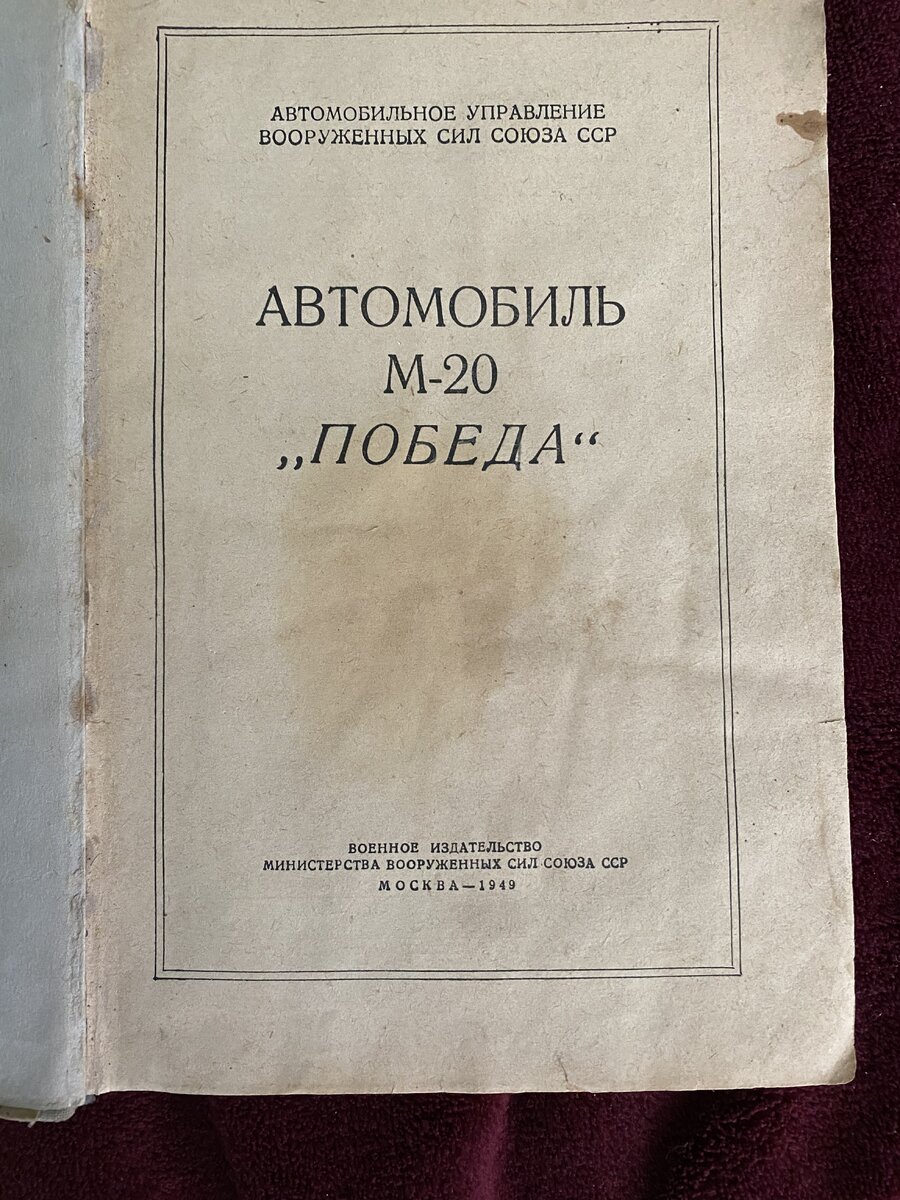 АВТОМОБИЛЬНОЕ УПРАВЛЕНИЕ
ВООРУЖЕННЫХ СИЛ СОЮЗА ССР
АВТОМОБИЛЬ
М-20
„ПОБЕДА“
ВОЕННОЕ ИЗДАТЕЛЬСТВО
МИНИСТЕРСТВА ВООРУЖЕННЫХ СИЛ СОЮЗА ССР
МОСКВА—1949